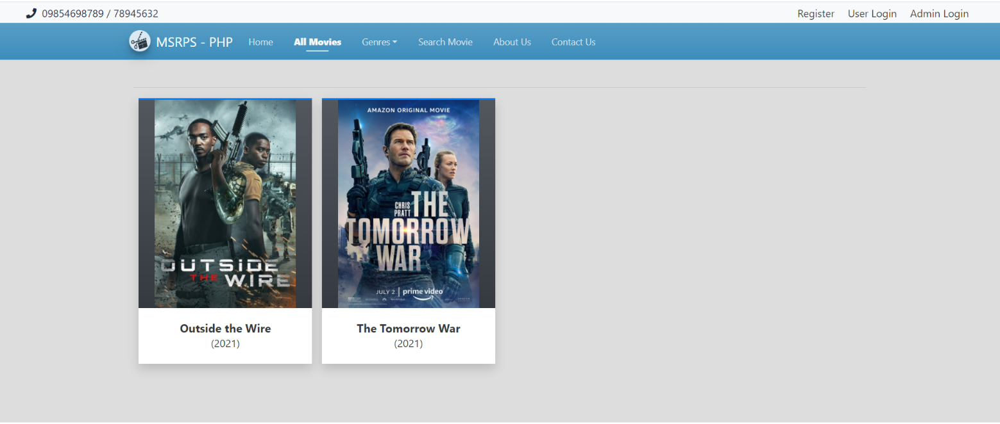 09854698789 / 78945632
Register User Login Admin Login
MSRPS - PHP Home All Movies Genres Search Movie About Us Contact Us
OUTSIDE
THE WIRE
AMAZON ORIGINAL MOVIE
CHRIS
PRATT
THE
TOMORROW
WAR
JULY 2 | prime video
Outside the Wire
(2021)
The Tomorrow War
(2021)